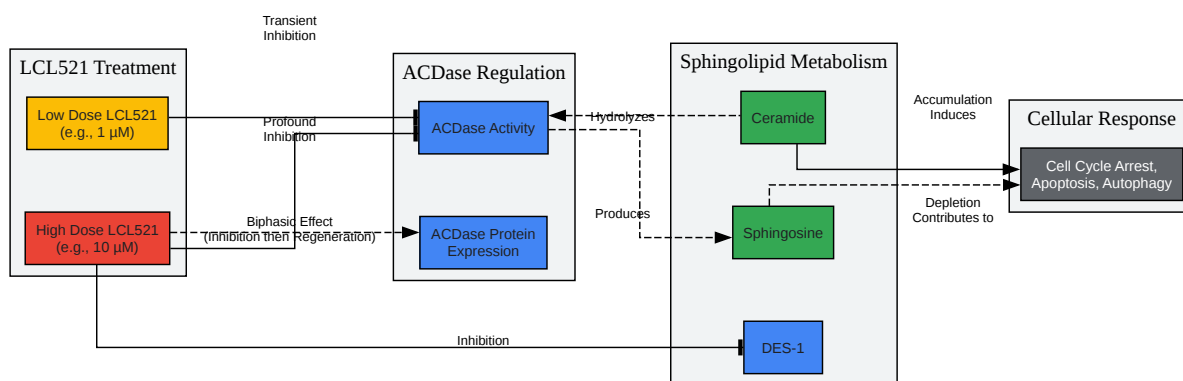 Transient
Inhibition
LCL521 Treatment
Low Dose LCL521
(e.g., 1 µM)
High Dose LCL521
(e.g., 10 µM)
Profound
Inhibition
Biphasic Effect
(Inhibition then Regeneration)
ACDase Regulation
ACDase Activity
ACDase Protein
Expression
Hydrolyzes
Produces
Inhibition
Sphingolipid Metabolism
Ceramide
Sphingosine
DES-1
Accumulation
Induces
Depletion
Contributes to
Cellular Response
Cell Cycle Arrest,
Apoptosis, Autophagy